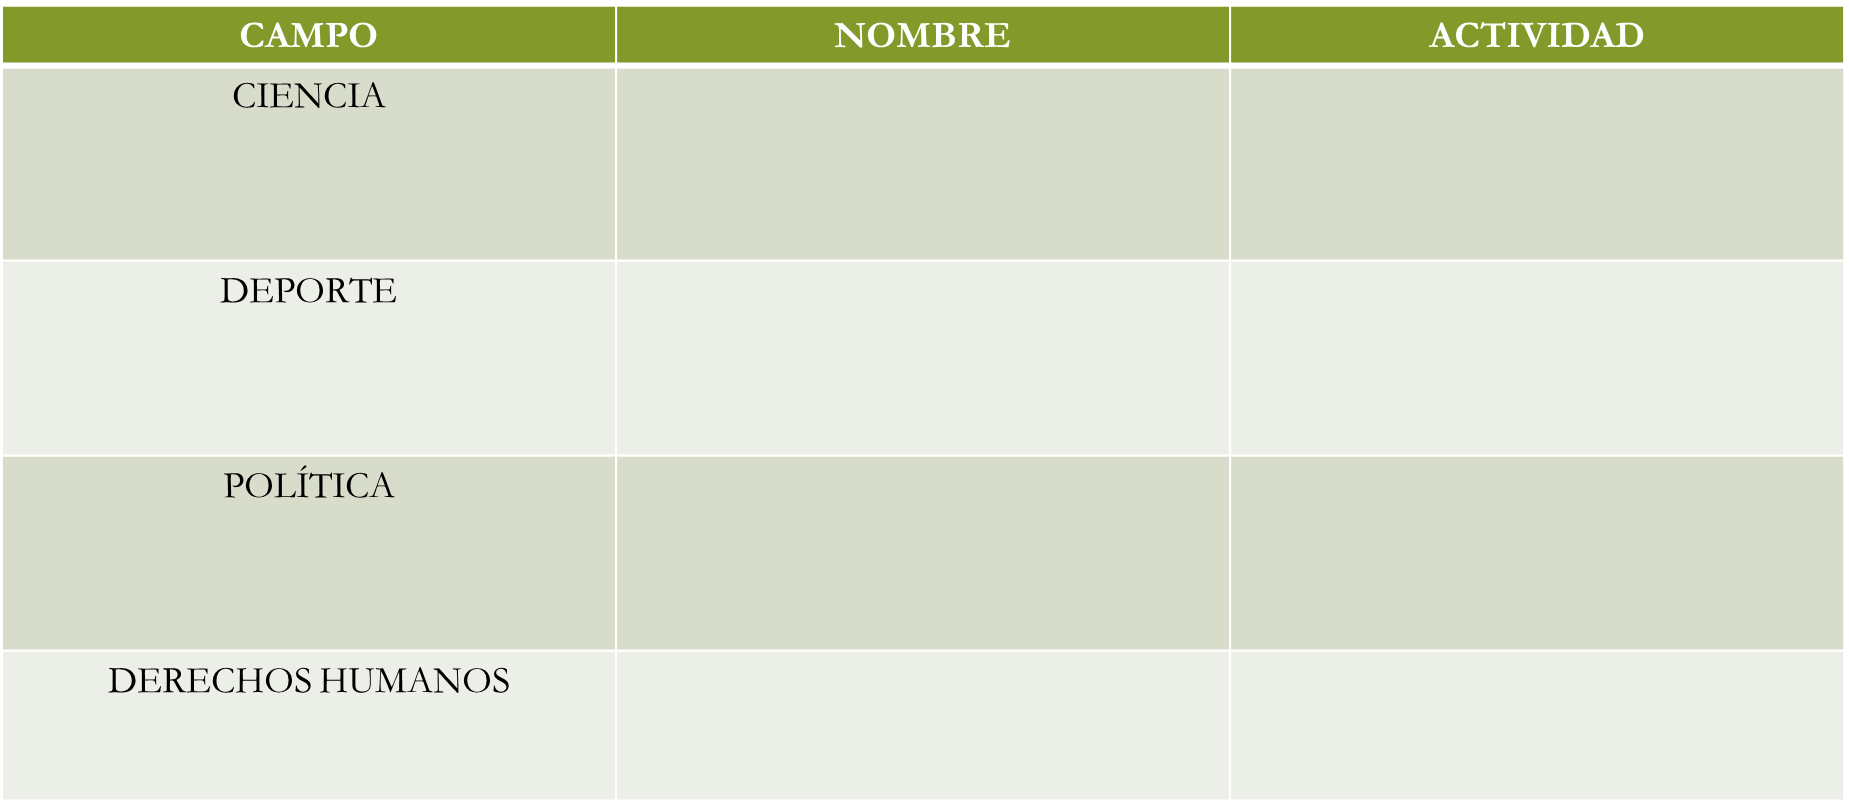 CAMPO NOMBRE ACTIVIDAD
CIENCIA
DEPORTE
POLÍTICA
DERECHOS HUMANOS